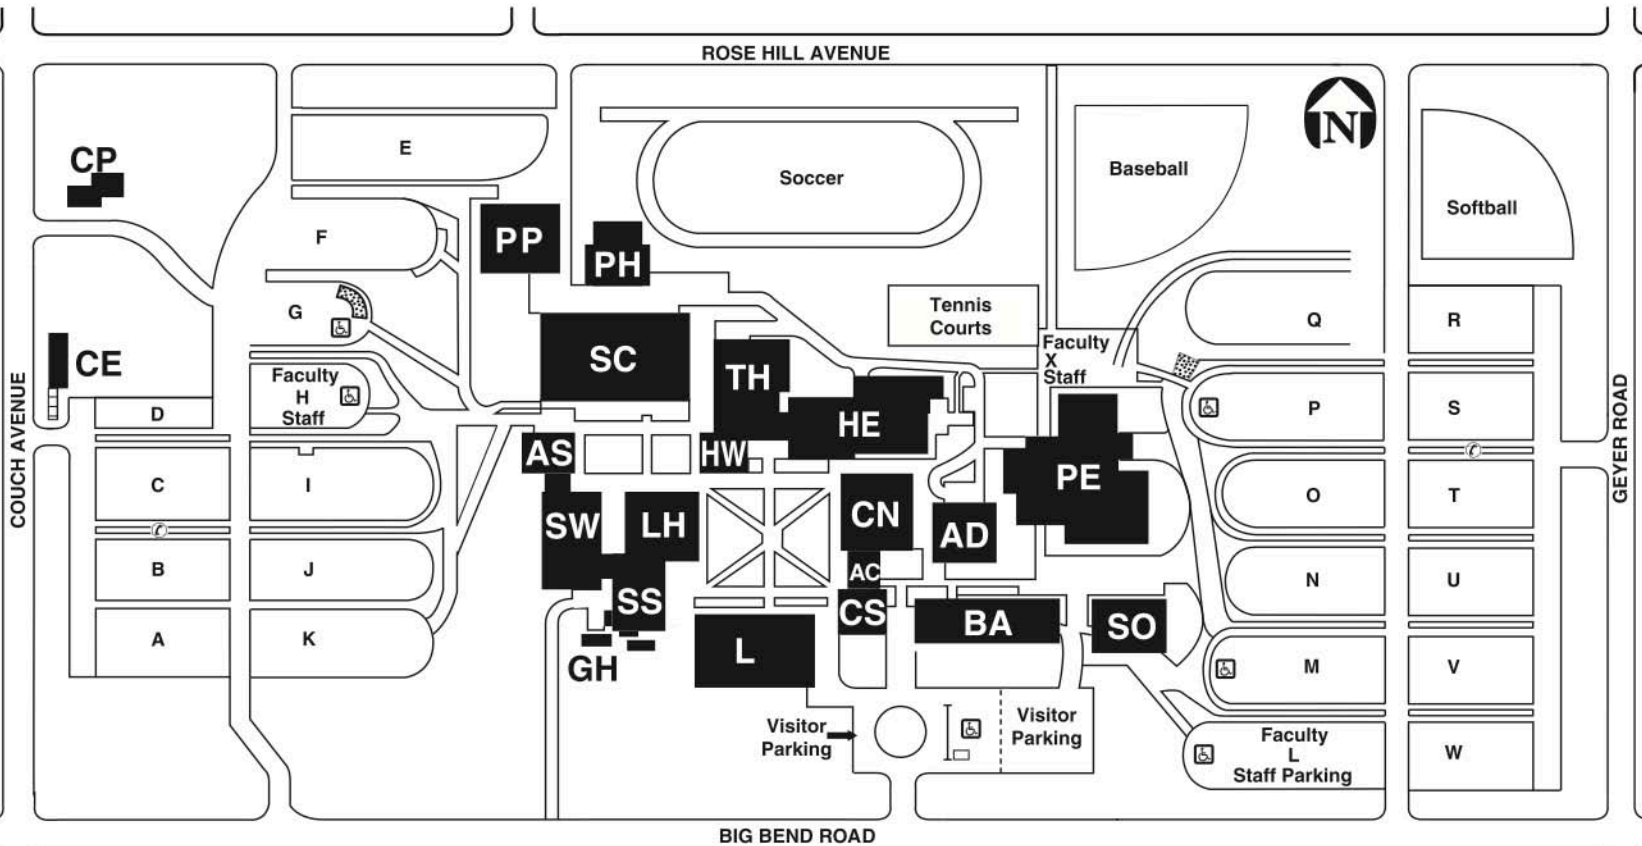 ROSE HILL AVENUE
N
CP
E
Soccer
Baseball
Softball
F
PP
PH
G
Tennis
Courts
Q
R
CE
SC
Faculty
X
Staff
TH
Faculty
H
Staff
D
HE
P
S
COUCH AVENUE
GEYER ROAD
AS
HW
PE
C
I
O
T
SW
LH
CN
AD
B
J
AC
N
U
SS
CS
BA
SO
A
K
GH
L
M
V
Visitor
Parking
Visitor
Parking
Faculty
L
Staff Parking
W
BIG BEND ROAD